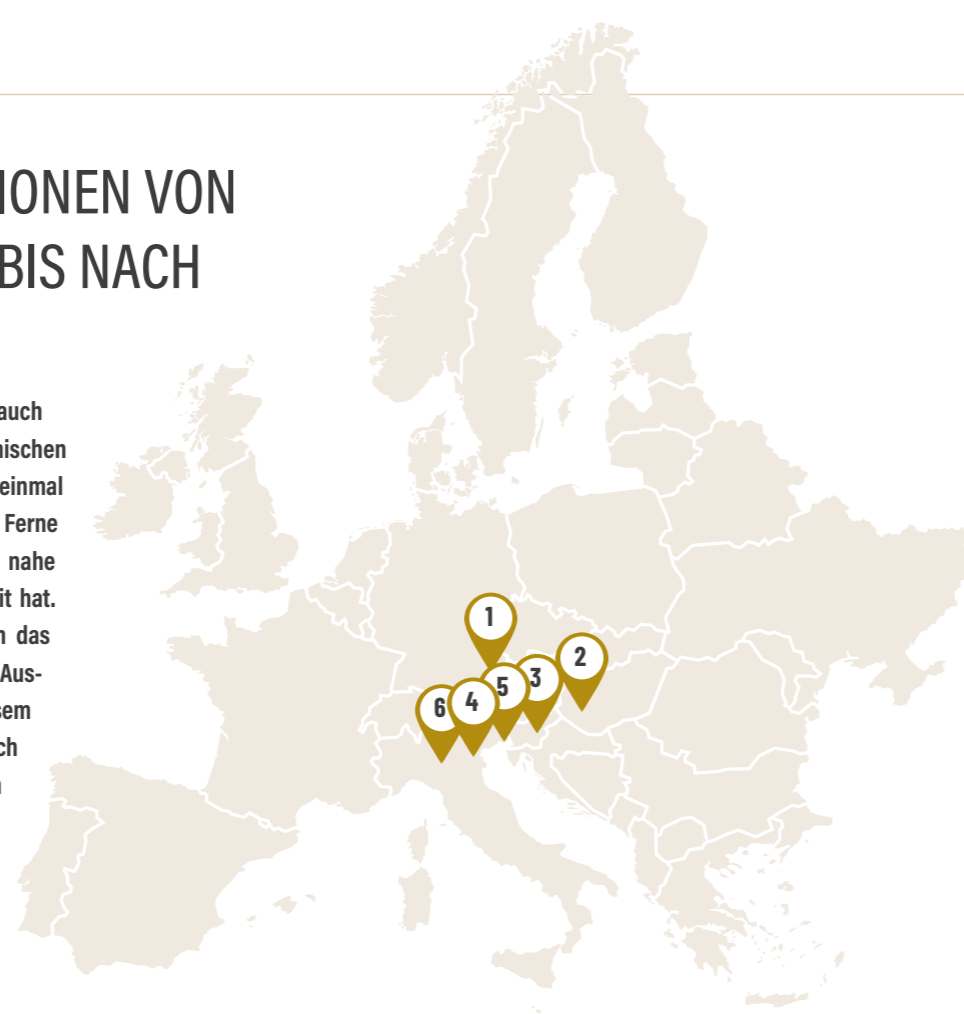 IONEN VON
BIS NACH
auch
nischen
einmal
Ferne
nahe
it hat.
n das
Aus-
sem
ch
n
1
2
3
5
4
6